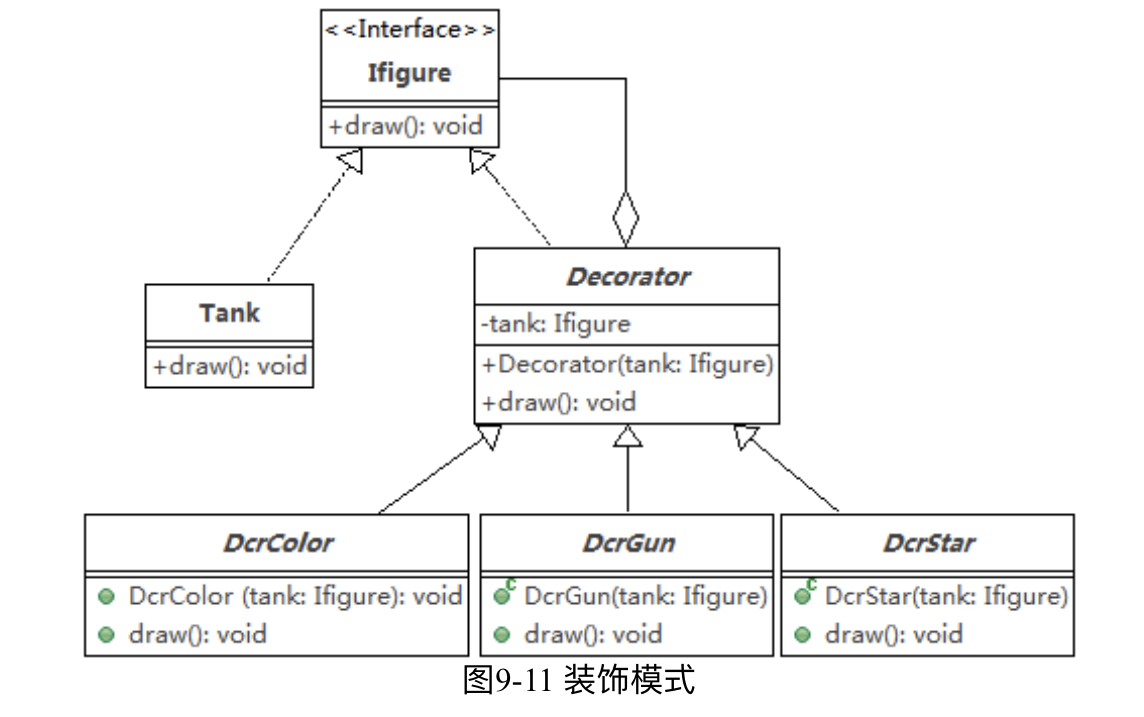 <<Interface>>
Ifigure
+draw(): void
Tank
+draw(): void
Decorator
-tank: Ifigure
+Decorator(tank: Ifigure)
+draw(): void
DcrColor
DcrColor (tank: Ifigure): void
draw(): void
DcrGun
C DcrGun(tank: Ifigure)
draw(): void
DcrStar
C DcrStar(tank: Ifigure)
draw(): void
图9-11 装饰模式